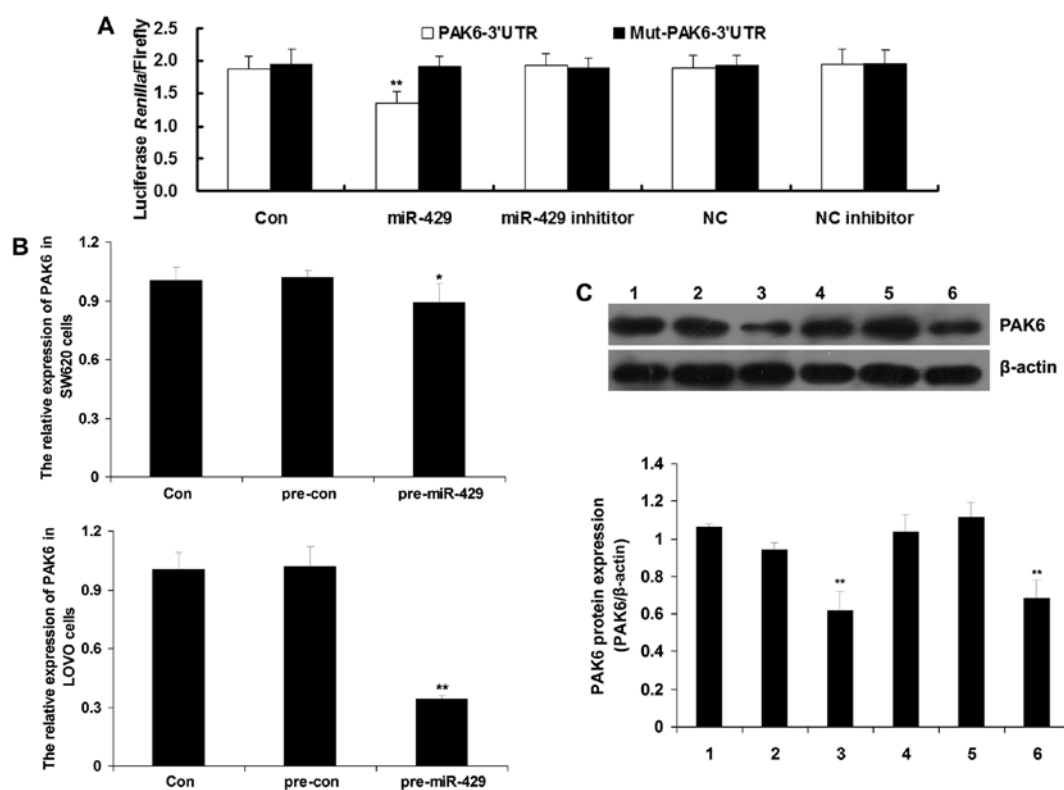 A
Luciferase Renillla/Firefly
2.5
2.0
1.5
1.0
0.5
0.0
PAK6-3'UTR
Mut-PAK6-3'UTR
**
Con
miR-429
miR-429 inhititor
NC
NC inhibitor
B
The relative expression of PAK6 in
SW620 cells
1.2
0.9
0.6
0.3
0
*
Con
pre-con
pre-miR-429
The relative expression of PAK6 in
LOVO cells
1.2
0.9
0.6
0.3
0.0
**
Con
pre-con
pre-miR-429
C
1 2 3 4 5 6
PAK6
β-actin
PAK6 protein expression
(PAK6/β-actin)
1.4
1.2
1
0.8
0.6
0.4
0.2
0
**
**
1 2 3 4 5 6